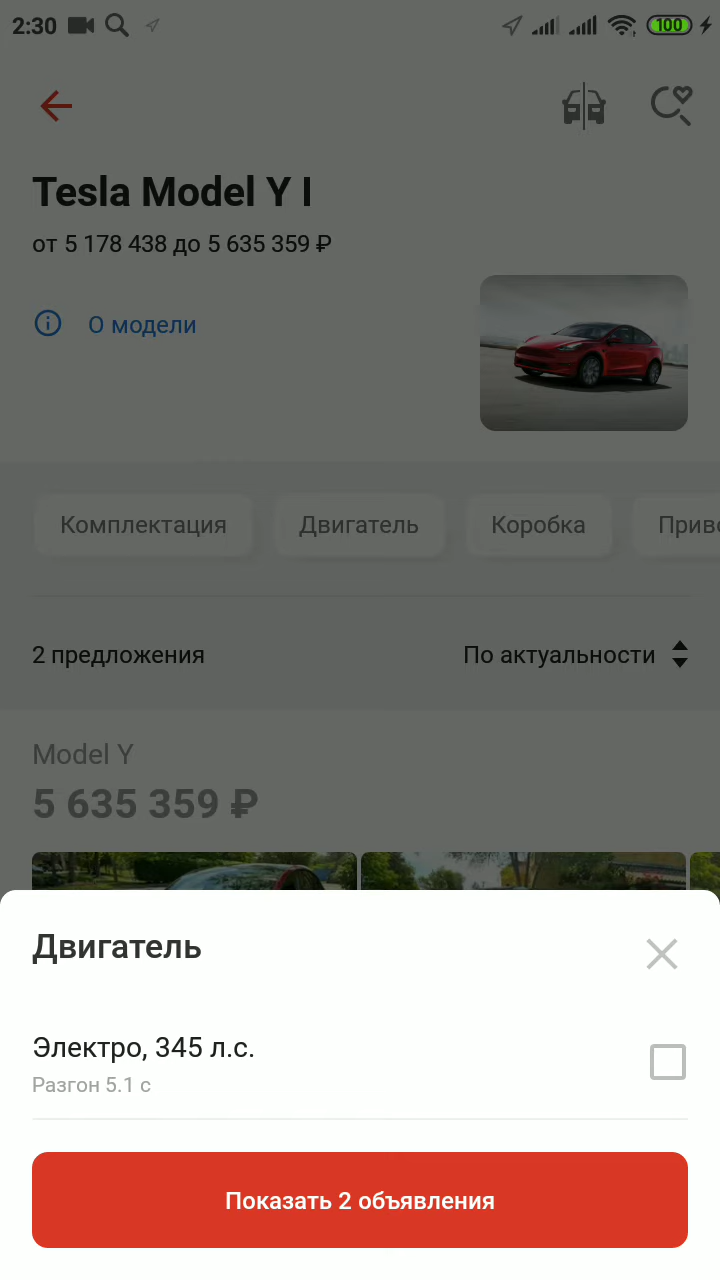 2:30
100
Tesla Model Y I
от 5 178 438 до 5 635 359 ₽
О модели
Комплектация
Двигатель
Коробка
2 предложения
По актуальности
Model Y
5 635 359 ₽
Двигатель
Электро, 345 л.с.
Разгон 5.1 с
Показать 2 объявления